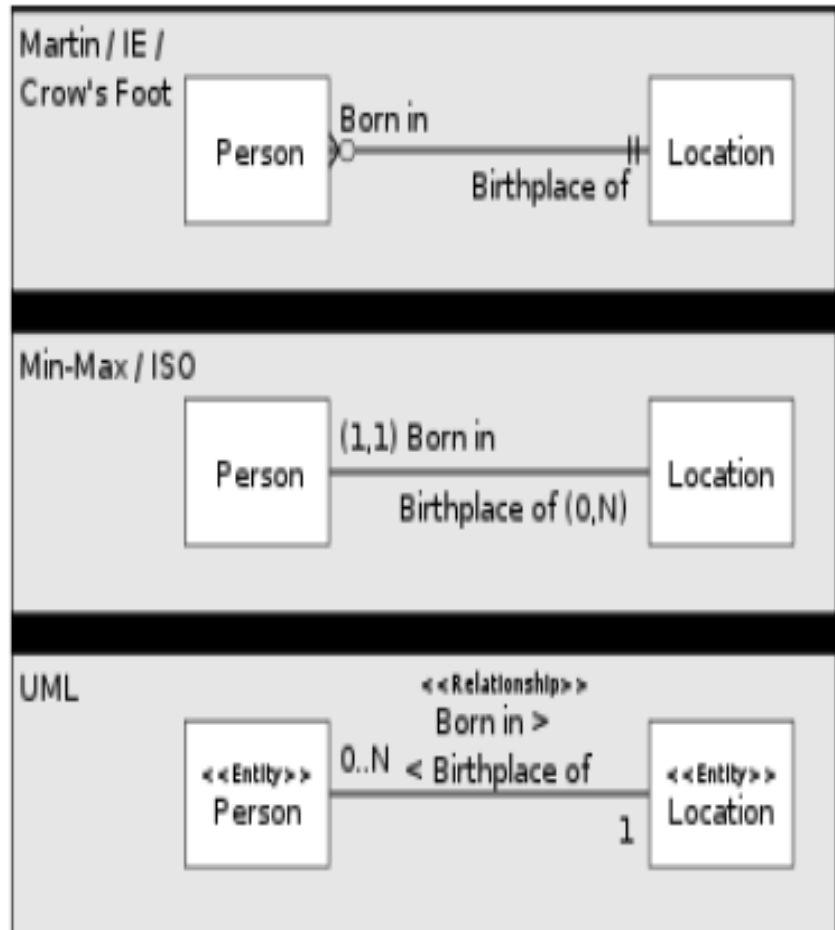 Martin / IE /
Crow's Foot
Person
Born in
Birthplace of
Location
Min-Max / ISO
Person
(1,1) Born in
Birthplace of (0,N)
Location
UML
<<Relationship>>
Born in >
0..N < Birthplace of
<<Entity>>
Person
1
<<Entity>>
Location